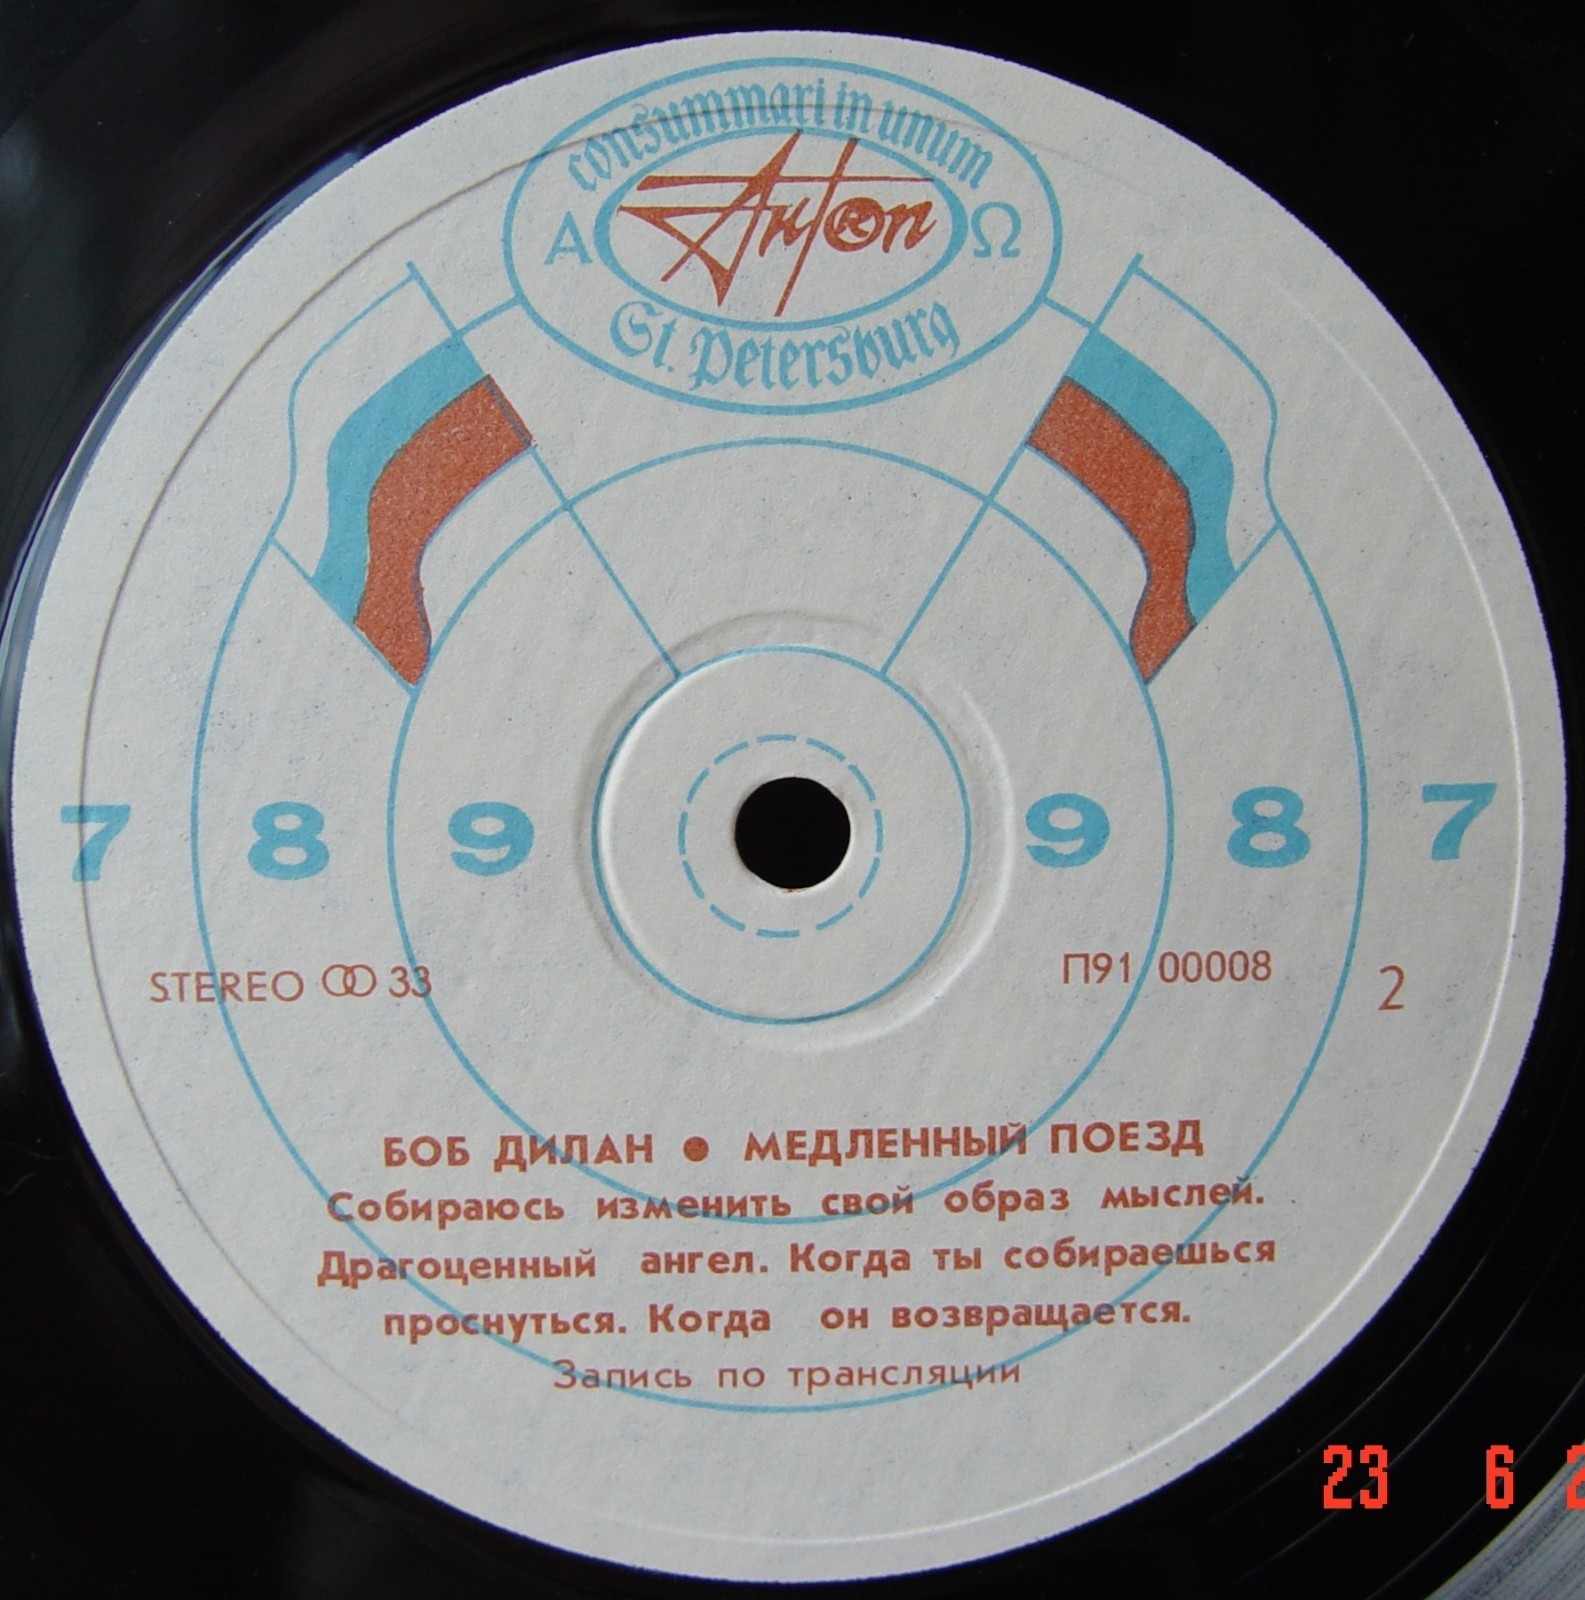 consummari in unum
Α Anton Ω
St. Petersburg
7 8 9 9 8 7
STEREO 33 П91 00008 2
БОБ ДИЛАН ● МЕДЛЕННЫЙ ПОЕЗД
Собираюсь изменить свой образ мыслей.
Драгоценный ангел. Когда ты собираешься
проснуться. Когда он возвращается.
Запись по трансляции
23 6